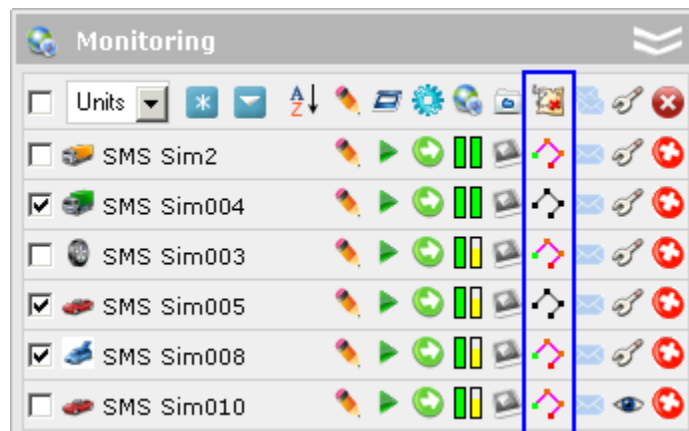 Monitoring
Units * A Z
SMS Sim2
SMS Sim004
SMS Sim003
SMS Sim005
SMS Sim008
SMS Sim010